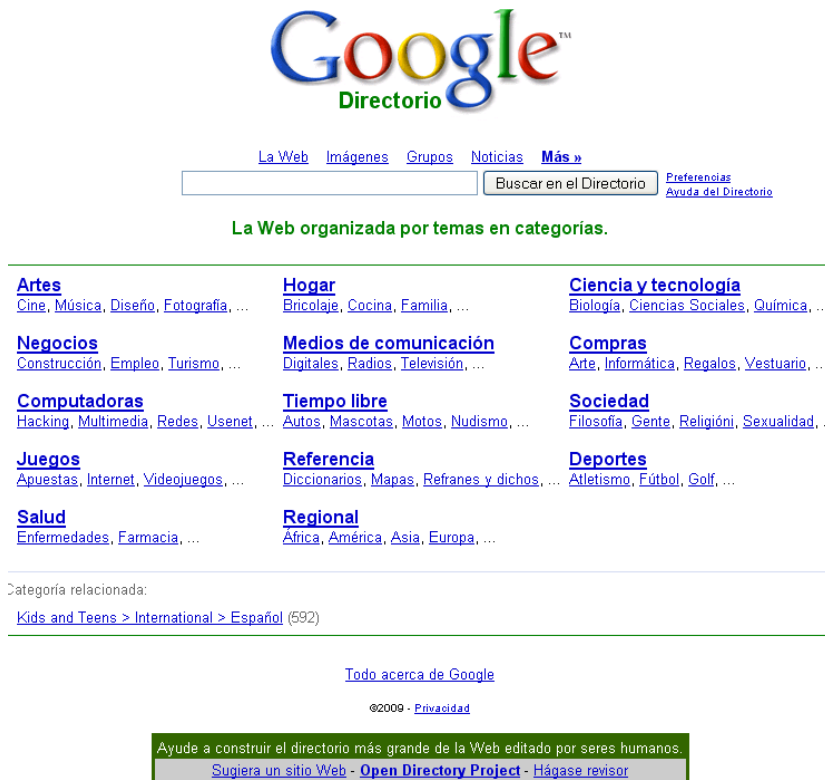 Google™
Directorio
La Web Imágenes Grupos Noticias Más »
Buscar en el Directorio
Preferencias
Ayuda del Directorio
La Web organizada por temas en categorías.
Artes
Cine, Música, Diseño, Fotografía, ...
Hogar
Bricolaje, Cocina, Familia, ...
Ciencia y tecnología
Biología, Ciencias Sociales, Química, ..
Negocios
Construcción, Empleo, Turismo, ...
Medios de comunicación
Digitales, Radios, Televisión, ...
Compras
Arte, Informática, Regalos, Vestuario, ..
Computadoras
Hacking, Multimedia, Redes, Usenet, ...
Tiempo libre
Autos, Mascotas, Motos, Nudismo, ...
Sociedad
Filosofía, Gente, Religióni, Sexualidad, .
Juegos
Apuestas, Internet, Videojuegos, ...
Referencia
Diccionarios, Mapas, Refranes y dichos, ...
Deportes
Atletismo, Fútbol, Golf, ...
Salud
Enfermedades, Farmacia, ...
Regional
África, América, Asia, Europa, ...
Categoría relacionada:
Kids and Teens > International > Español (592)
Todo acerca de Google
©2009 - Privacidad
Ayude a construir el directorio más grande de la Web editado por seres humanos.
Sugiera un sitio Web - Open Directory Project - Hágase revisor